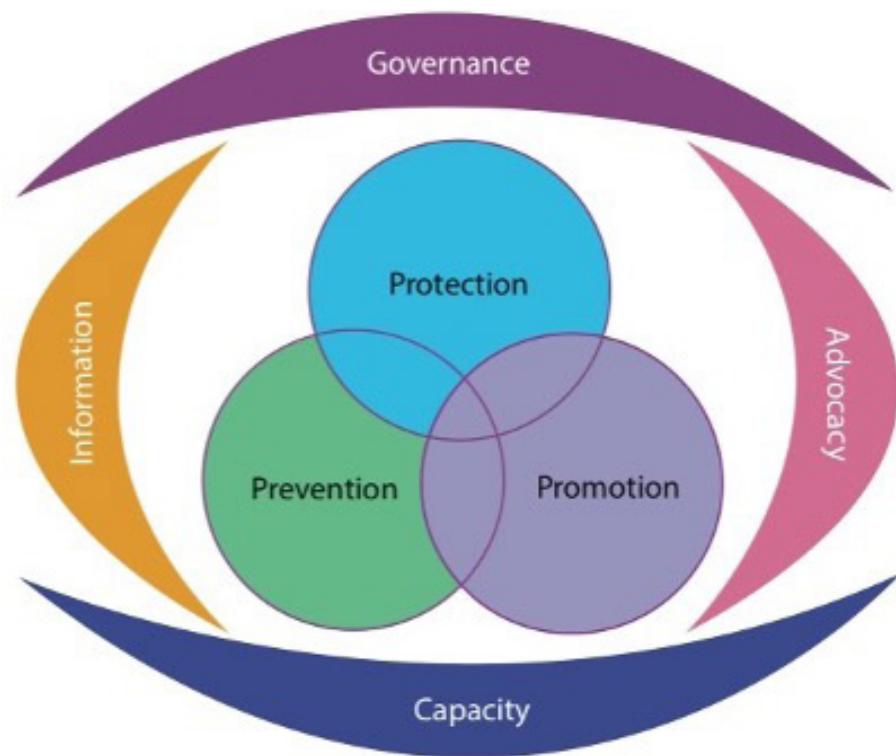 Governance
Protection
Information
Advocacy
Prevention
Promotion
Capacity